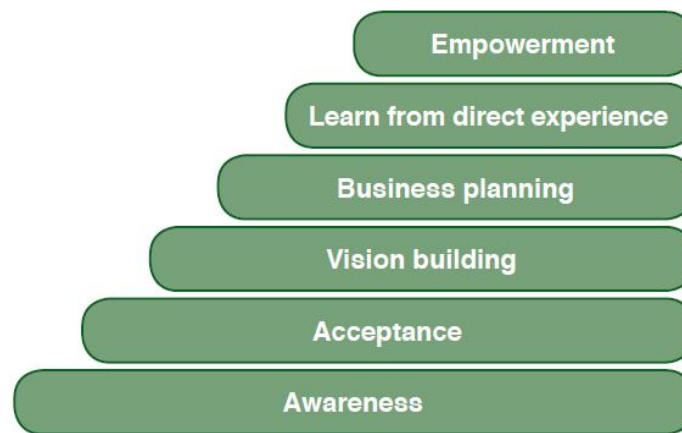 Empowerment
Learn from direct experience
Business planning
Vision building
Acceptance
Awareness